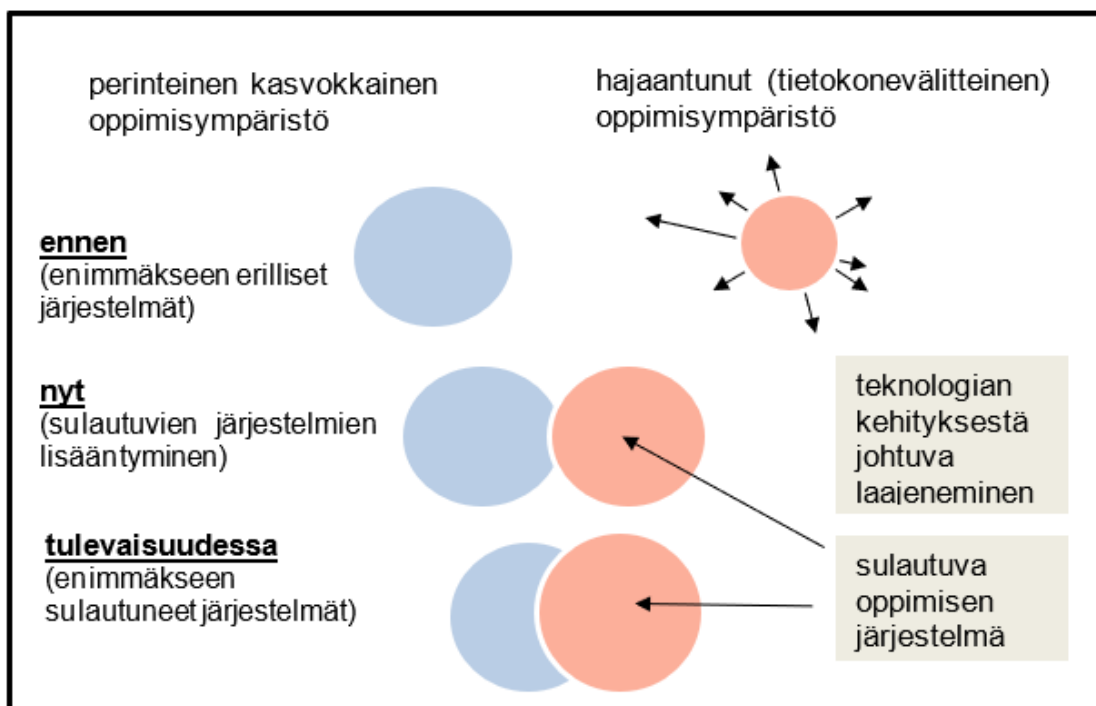 perinteinen kasvokkainen
oppimisympäristö
hajaantunut (tietokonevälitteinen)
oppimisympäristö
ennen
(enimmäkseen erilliset
järjestelmät)
nyt
(sulautuvien järjestelmien
lisääntyminen)
teknologian
kehityksestä
johtuva
laajeneminen
tulevaisuudessa
(enimmäkseen
sulautuneet järjestelmät)
sulautuva
oppimisen
järjestelmä